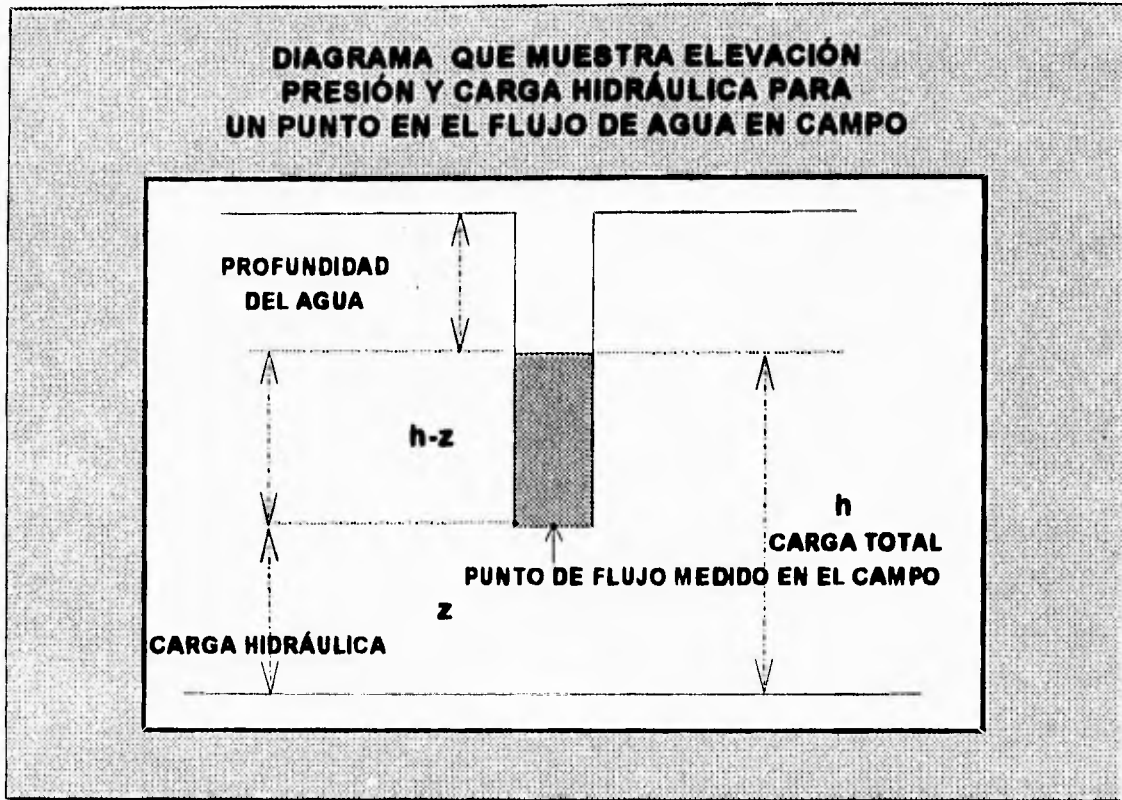 DIAGRAMA QUE MUESTRA ELEVACIÓN
PRESIÓN Y CARGA HIDRÁULICA PARA
UN PUNTO EN EL FLUJO DE AGUA EN CAMPO
PROFUNDIDAD
DEL AGUA
h-z
h
CARGA TOTAL
PUNTO DE FLUJO MEDIDO EN EL CAMPO
z
CARGA HIDRÁULICA